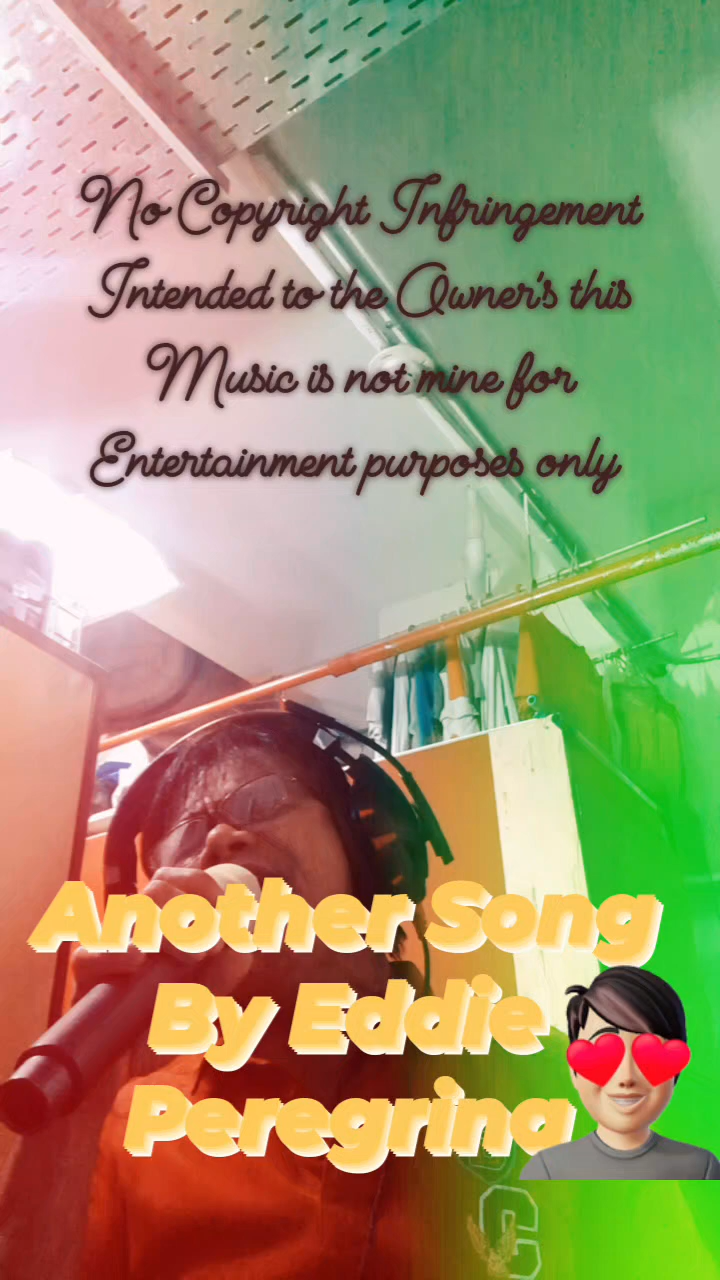 No Copyright Infringement
Intended to the Owner's this
Music is not mine for
Entertainment purposes only
Another Song
By Eddie
Peregrina